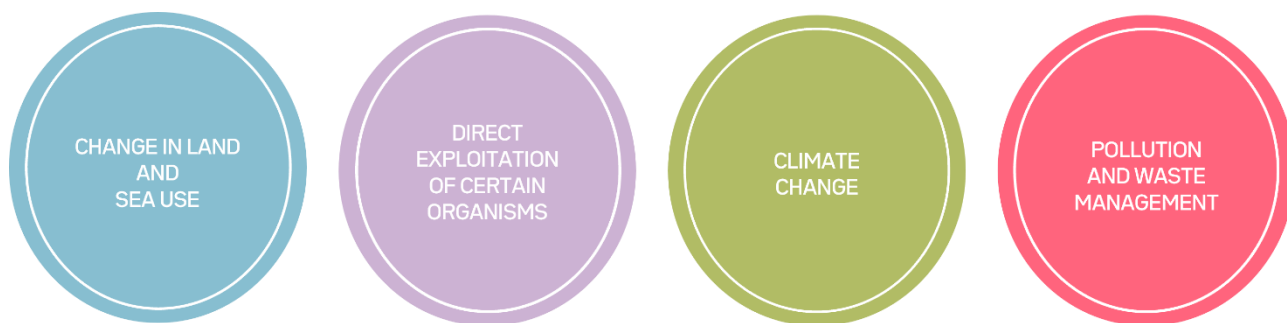 CHANGE IN LAND
AND
SEA USE
DIRECT
EXPLOITATION
OF CERTAIN
ORGANISMS
CLIMATE
CHANGE
POLLUTION
AND WASTE
MANAGEMENT